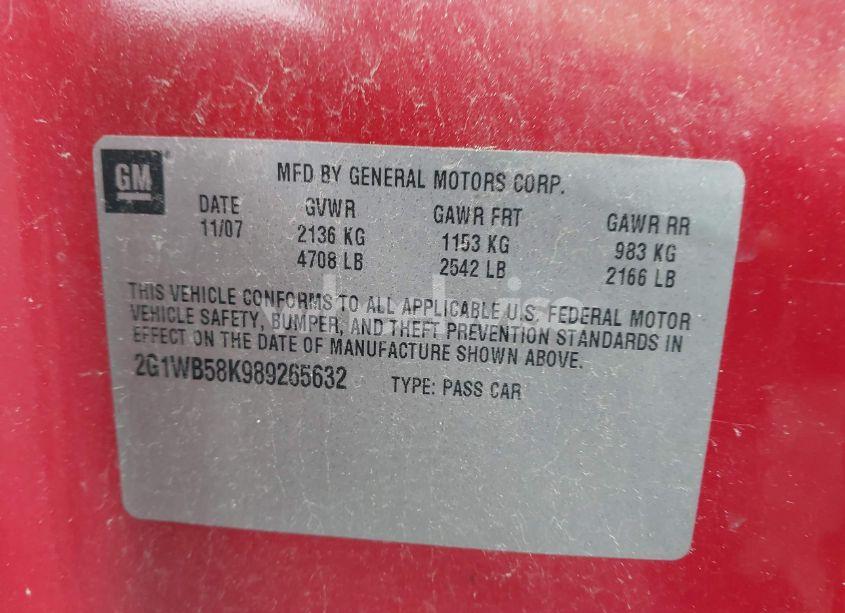 GM
MFD BY GENERAL MOTORS CORP.
DATE GVWR GAWR FRT GAWR RR
11/07 2136 KG 1153 KG 983 KG
4708 LB 2542 LB 2166 LB
THIS VEHICLE CONFORMS TO ALL APPLICABLE U.S. FEDERAL MOTOR
VEHICLE SAFETY, BUMPER, AND THEFT PREVENTION STANDARDS IN
EFFECT ON THE DATE OF MANUFACTURE SHOWN ABOVE.
2G1WB58K989265632 TYPE: PASS CAR